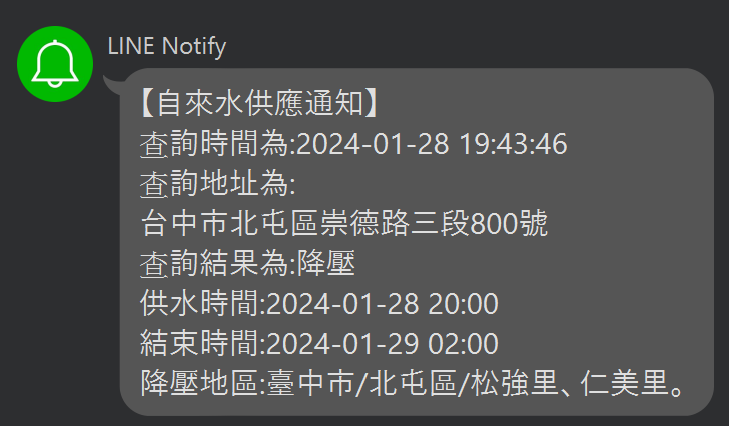 LINE Notify
【自來水供應通知】
查詢時間為:2024-01-28 19:43:46
查詢地址為:
台中市北屯區崇德路三段800號
查詢結果為:降壓
供水時間:2024-01-28 20:00
結束時間:2024-01-29 02:00
降壓地區:臺中市/北屯區/松強里、仁美里。